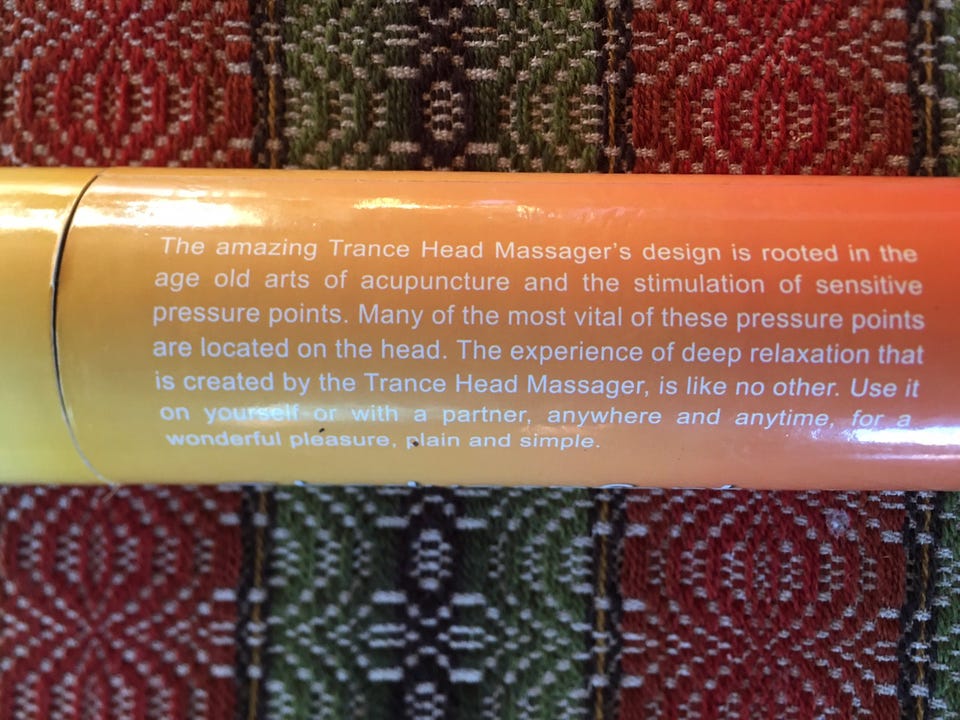 The amazing Trance Head Massager's design is rooted in the
age old arts of acupuncture and the stimulation of sensitive
pressure points. Many of the most vital of these pressure points
are located on the head. The experience of deep relaxation that
is created by the Trance Head Massager, is like no other. Use it
on yourself or with a partner, anywhere and anytime, for a
wonderful pleasure, plain and simple.